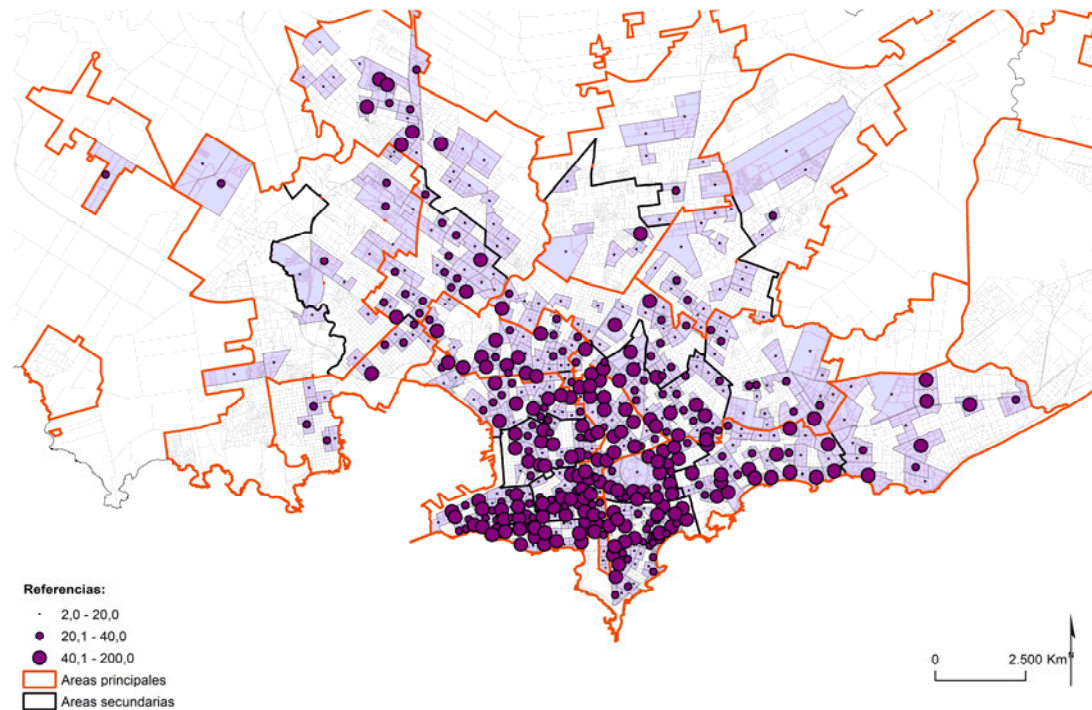 Referencias:
2,0 - 20,0
20,1 - 40,0
40,1 - 200,0
Areas principales
Areas secundarias
0 2.500 Km
N